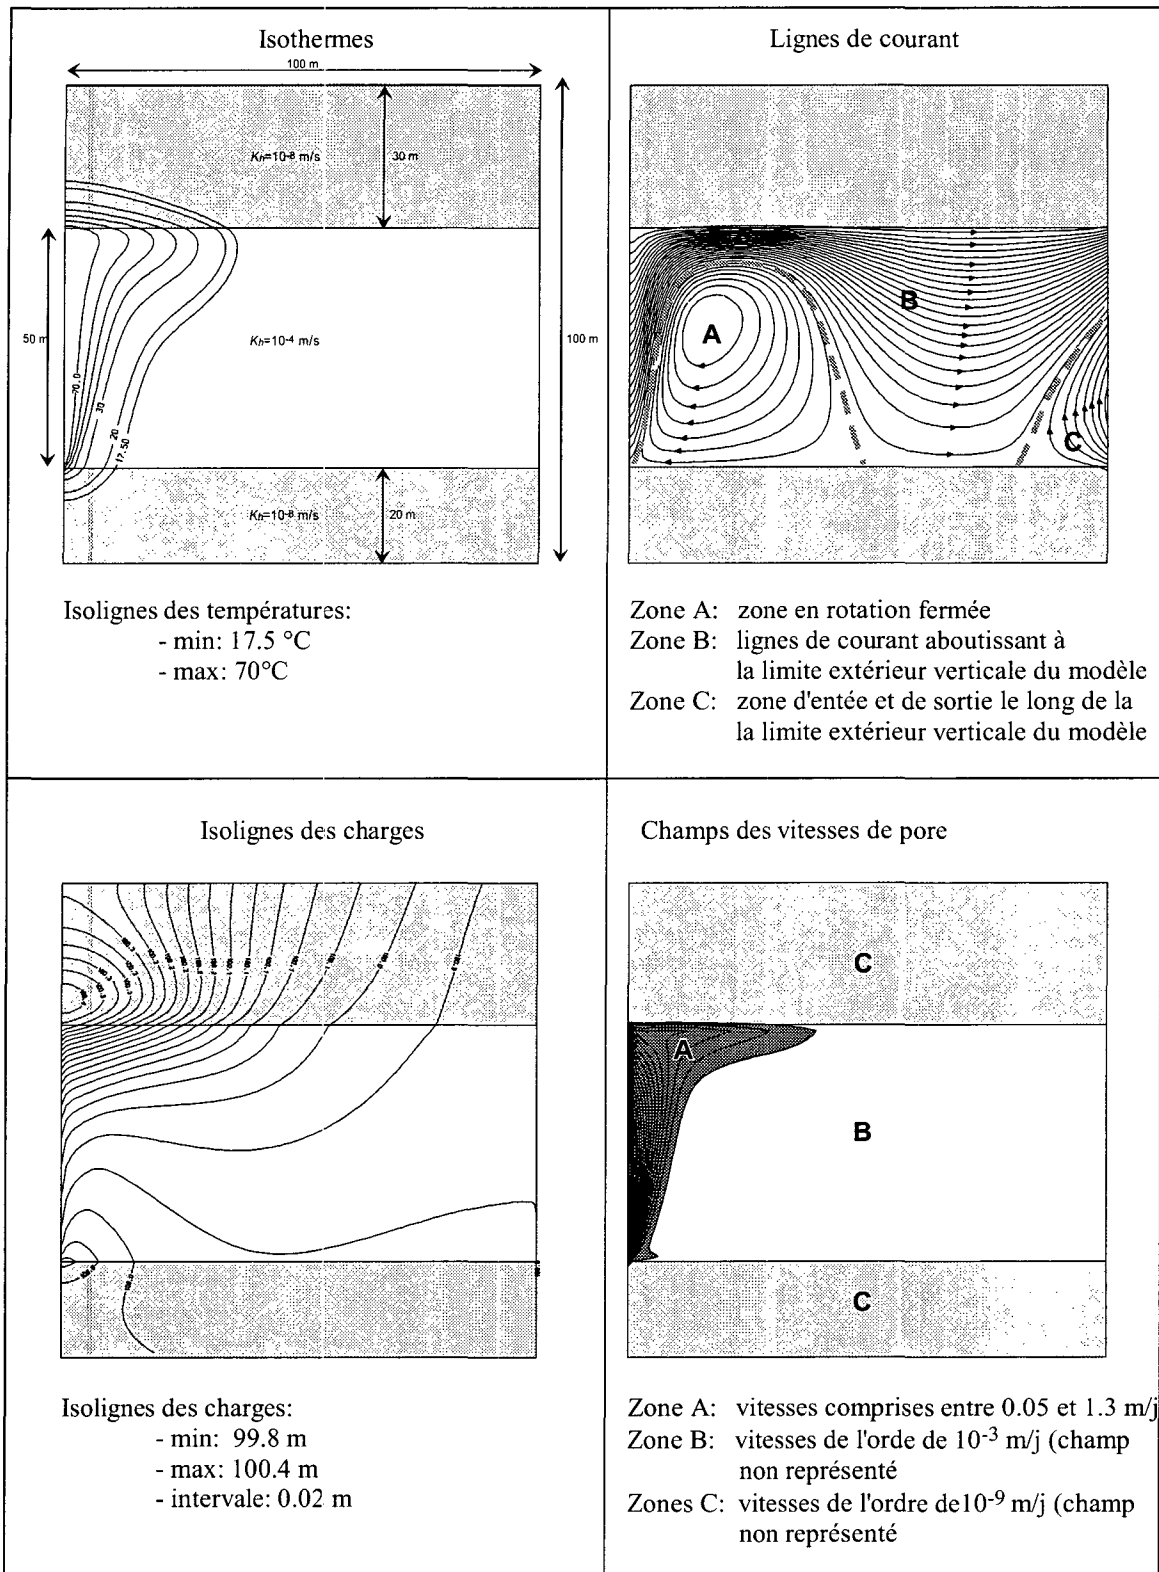 Isothermes
100 m
Kh=10-8 m/s
30 m
50 m
Kh=10-4 m/s
100 m
70.0
30
20
17.50
Kh=10-8 m/s
20 m
Isolignes des températures:
- min: 17.5 °C
- max: 70°C
Lignes de courant
A
B
C
Zone A: zone en rotation fermée
Zone B: lignes de courant aboutissant à
la limite extérieur verticale du modèle
Zone C: zone d'entée et de sortie le long de la
la limite extérieur verticale du modèle
Isolignes des charges
Isolignes des charges:
- min: 99.8 m
- max: 100.4 m
- intervale: 0.02 m
Champs des vitesses de pore
C
A
B
C
Zone A: vitesses comprises entre 0.05 et 1.3 m/j
Zone B: vitesses de l'orde de 10-3 m/j (champ
non représenté
Zones C: vitesses de l'ordre de10-9 m/j (champ
non représenté